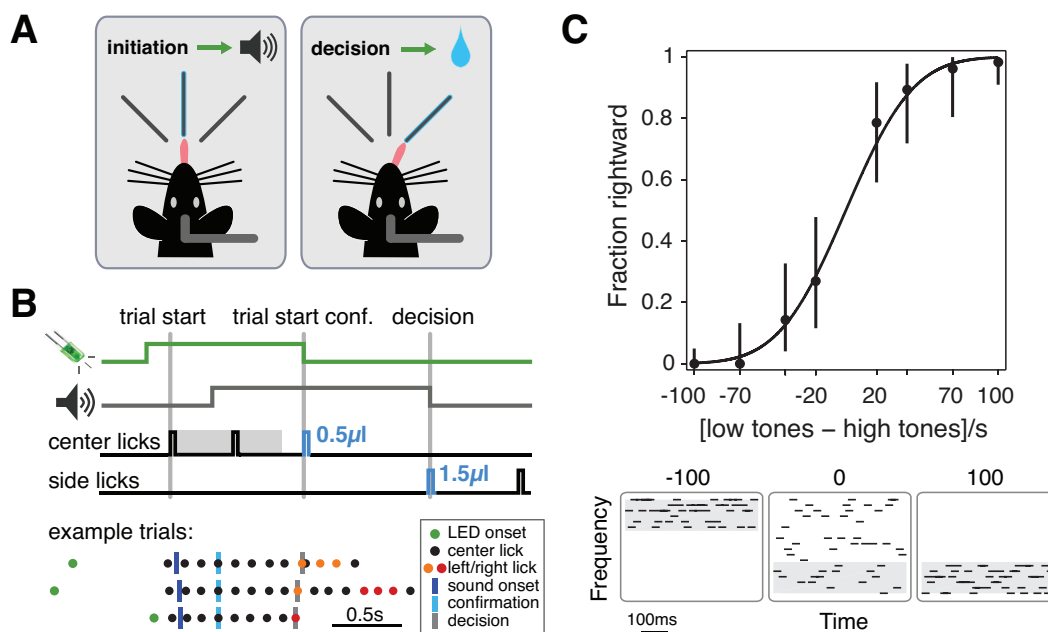 A
initiation
decision
B
trial start
trial start conf.
decision
center licks
0.5µl
side licks
1.5µl
example trials:
LED onset
center lick
left/right lick
sound onset
confirmation
decision
0.5s
C
Fraction rightward
1
0.8
0.6
0.4
0.2
0
-100
-70
-20
20
70
100
[low tones – high tones]/s
-100
0
100
Frequency
100ms
Time